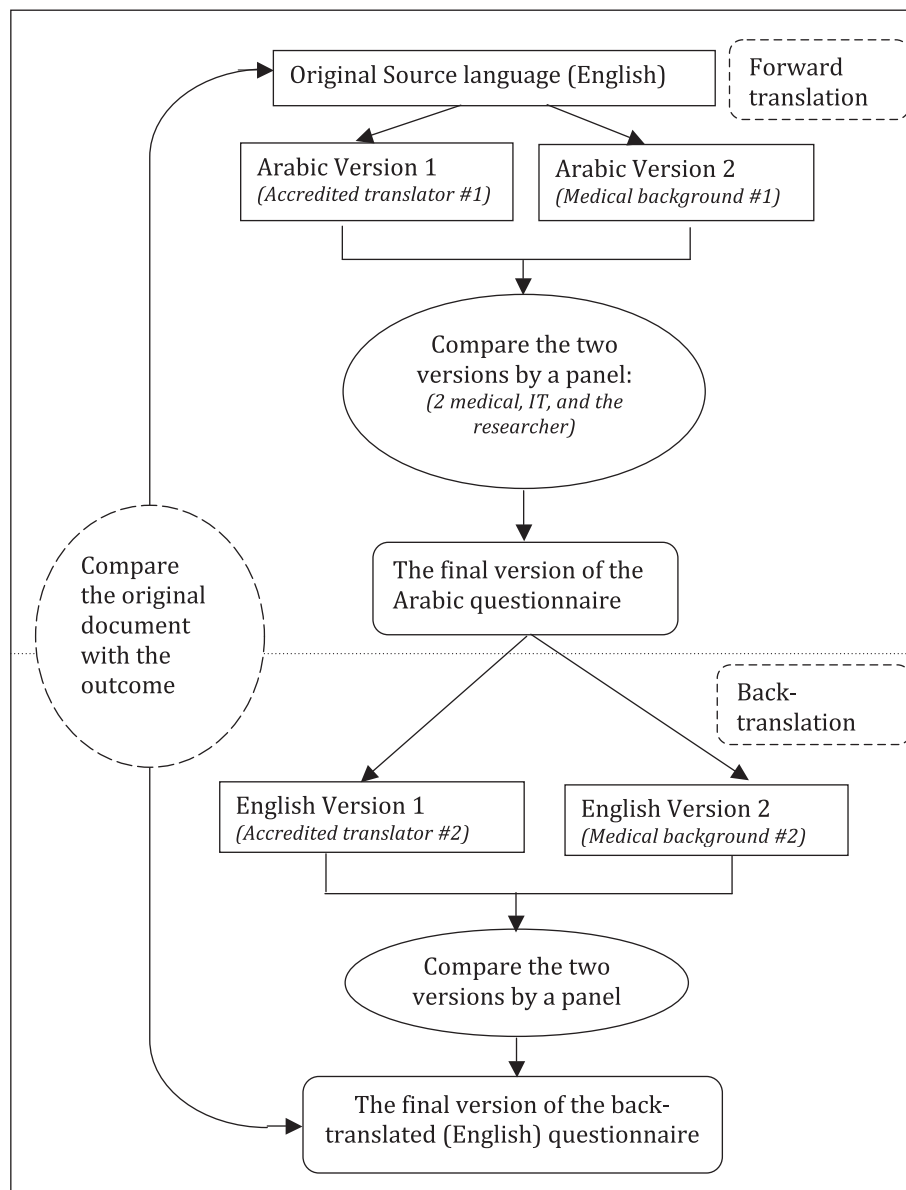 Original Source language (English)
Forward
translation
Arabic Version 1
(Accredited translator #1)
Arabic Version 2
(Medical background #1)
Compare the two
versions by a panel:
(2 medical, IT, and the
researcher)
The final version of the
Arabic questionnaire
Compare
the original
document
with the
outcome
Back-
translation
English Version 1
(Accredited translator #2)
English Version 2
(Medical background #2)
Compare the two
versions by a panel
The final version of the back-
translated (English) questionnaire